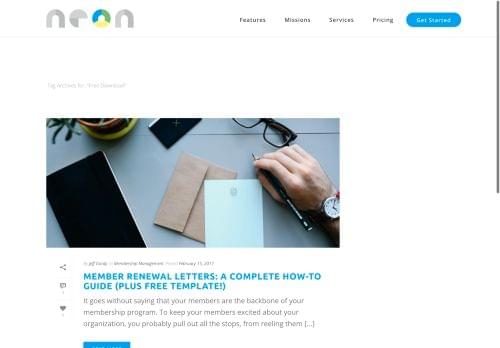 neon
Features Missions Services Pricing Get Started
Tag Archives for: "Free Download"
By Jeff Gordy In Membership Management Posted February 15, 2017
MEMBER RENEWAL LETTERS: A COMPLETE HOW-TO
GUIDE (PLUS FREE TEMPLATE!)
It goes without saying that your members are the backbone of your
membership program. To keep your members excited about your
organization, you probably pull out all the stops, from reeling them [...]